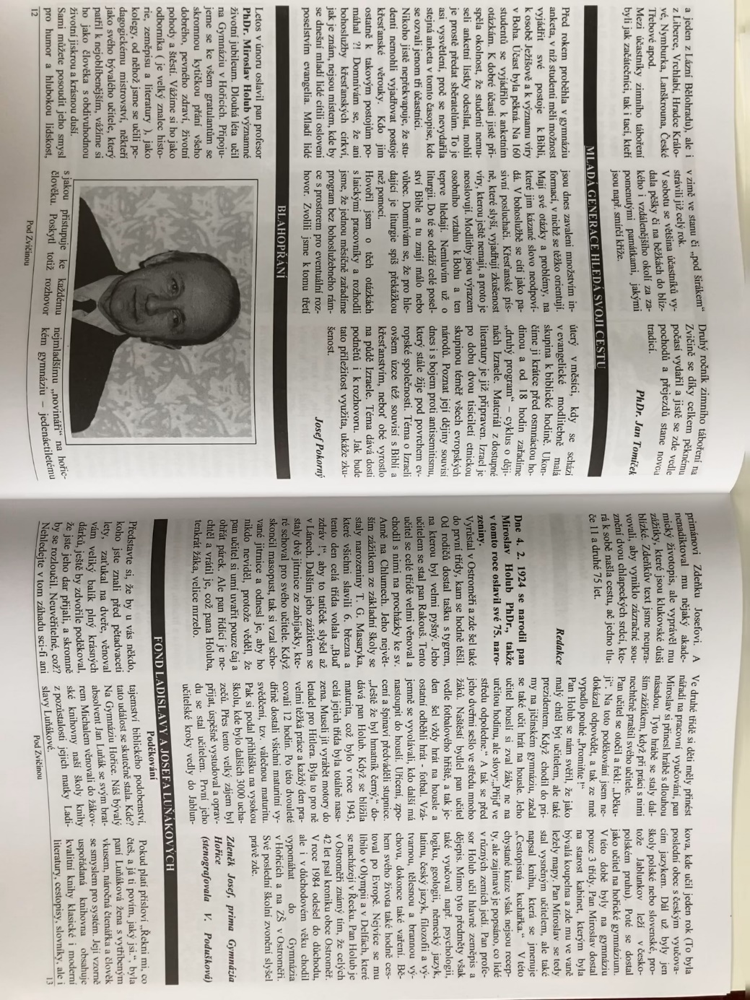 a jeden z Lázní Bělohradu), ale i
z Liberce, Vrchlabí, Hradce Králo-
vé, Nymburka, Lanškrouna, České
Třebové apod.
Mezi účastníky zimního táboření
byli jak začátečníci, tak i tací, kteří
v zimě ve stanu či „pod širákem“
strávili již celý rok.
V sobotu se většina účastníků vy-
dala pěšky či na běžkách do blíz-
kého i vzdálenějšího okolí za za-
pomenutými památkami, jakými
jsou např. smírčí kříže.
Druhý ročník zimního táboření na
Zvičině se díky celkem pěknému
počasí vydařil a jistě se zde vedle
pochodů a přejezdů stane novou
tradicí.
PhDr. Jan Tomíček
MLADÁ GENERACE HLEDÁ SVOJI CESTU
Před rokem proběhla v gymnáziu
anketa, v níž studenti měli možnost
vyjádřit své postoje k Bibli,
k osobě Ježíšově a k významu víry
v Boha. Účast byla pěkná. Na 160
studentů se vyjádřilo k anketním
otázkám. K dobré účasti jistě při-
spěla okolnost, že studenti nemu-
seli anketní lístky odesílat, mohli
je prostě předat sběratelům. To je
asi vysvětlení, proč se nevydařila
stejná anketa v tomto časopise, kde
se ozvali jenom tři účastníci.
Nikoho jistě nepřekvapuje, že stu-
denti nemohli vyjadřovat postoje
křesťanské věrouky. Kdo jim
ostatně k takovým postojům po-
máhal ?! Domnívám se, že ani
bohoslužby křesťanských církví,
jak je znám, nejsou místem, kde by
se dnešní mladí lidé cítili osloveni
poselstvím evangelia. Mladí lidé
jsou dnes zavaleni množstvím in-
formací, v nichž se těžko orientují.
Mají své otázky a problémy, na
které jim kázané slovo neodpoví-
dá. V bohoslužbě se cítí jako pa-
sivní posluchači. Křesťanské pís-
ně, které slyší, vyjadřují zkušenost
víry, kterou ještě nemají, a proto je
neoslovují. Modlitby jsou výrazem
osobního vztahu k Bohu a ten
teprve hledají. Nemluvím už o
liturgii. Do té se odráží celé posel-
ství Bible a tu znají málo nebo
vůbec. Domnívám se, že pro hle-
dající je liturgie spíš překážkou
než pomocí.
Hovořil jsem o těch otázkách
s laickými pracovníky a rozhodli
jsme, že jednou měsíčně zařadíme
program bez bohoslužebného rám-
ce s prostorem pro eventuální roz-
hovor. Zvolili jsme k tomu třetí
úterý v měsíci, kdy se schází
v evangelické modlitebně malá
skupina k biblické hodině. Ukon-
číme ji krátce před osmnáctou ho-
dinou a od 18 hodin zařadíme
„druhý program“ – cyklus o ději-
nách Izraele. Materiál z dostupné
literatury je již připraven. Izrael je
po dobu dvou tisíciletí etnickou
skupinou téměř všech evropských
národů. Poznat její dějiny souvisí
dnes i s bojem proti antisemitismu,
který stále žije pod povrchem ev-
ropské společnosti. Téma o Izraeli
ovšem úzce též souvisí s Biblí a
křesťanstvím, neboť obé vyrostlo
na půdě Izraele. Téma dává dosti
podnětů i k rozhovoru. Jak bude
tato příležitost využita, ukáže zku-
šenost.
Josef Pokorný
BLAHOPŘÁNÍ
Letos v únoru oslavil pan profesor
PhDr. Miroslav Holub významné
životní jubileum. Dlouhá léta učil
na Gymnáziu v Hořicích. Připoju-
jeme se ke všem gratulantům se
skromnou kytičkou přání všeho
dobrého, pevného zdraví, životní
pohody a štěstí. Vážíme si ho jako
odborníka ( je velký znalec histo-
rie, zeměpisu a literatury ), jako
kolegy, od něhož jsme se učili pe-
dagogickému mistrovství, někteří
jako svého bývalého učitele, který
patřil k nejoblíbenějším, vážíme si
ho jako člověka s obdivuhodnou
životní jiskrou a krásnou duší.
Sami můžete posoudit jeho smysl
pro humor a hlubokou lidskost,
s jakou přistupuje ke každému
člověku. Poskytl totiž rozhovor
nejmladšímu „novináři“ na hořic-
kém gymnáziu – jedenáctiletému
12
Pod Zvičinou
primánovi Zdeňku Josefovi. A
nenadiktoval mu nějaký akade-
mický životopis, ale vyprávěl mu
zážitky, které jsou klukovské duši
blízké. Zdeňkův text jsme neupra-
vovali, aby vyniklo zázračné sou-
znění dvou chlapeckých srdcí, kte-
rá k sobě našla cestu, ač jedno tlu-
če 11 a druhé 75 let.
Redakce
Dne 4. 2. 1924 se narodil pan
Miroslav Holub PhDr., takže
v tomto roce oslavil své 75. naro-
zeniny.
Vyrůstal v Ostroměři a zde šel také
do první třídy, kam se hodně těšil.
Od rodičů dostal tašku s tygrem,
na kterou byl velmi pyšný. Jeho
učitelem se stal pan Rakouš. Tento
učitel se celé třídě velmi věnoval a
chodil s nimi na procházky ke sv.
Anně na Chlumech. Jeho největ-
ším zážitkem ze základní školy se
staly narozeniny T. G. Masaryka,
které všichni slavili 6. března a
tento den celá třída volala „Buď
zdráv !“, aby to tatíček slyšel až
v Lánech. Dalším jeho zážitkem se
staly dvě jitrnice ze zabijačky, kte-
ré schoval pro svého učitele. Když
skončil masopust, tak si vzal scho-
vané jitrnice a odnesl je, aby ho
nikdo neviděl, protože věděl, že
pan učitel si umí uvařit pouze čaj a
ohřát párek. Ale pan řídící je ne-
chtěl a vrátil je, což pana Holuba,
tenkrát žáka, velice mrzelo.
Ve druhé třídě si děti měly přinést
nářadí na pracovní vyučování, pan
Miroslav si přinesl hrábě s dlouhou
násadou. Tyto hrábě se staly dal-
ším zážitkem, když při práci s nimi
nechtěně praštil svého učitele.
Pan učitel se otočil a řekl: „Děku-
ji“. Na toto poděkování jsem ne-
dokázal odpovědět, a tak ze mně
vypadlo pouhé „Promiňte !“
Pan Holub se nám svěřil, že jako
malý chtěl být učitelem, ale také
prezidentem. Když chodil do pri-
my na jičínském gymnáziu, začal
se také učit hrát na housle. Jeho
učitel houslí si zval žáky ne na
určitou hodinu, ale slovy:„Přijď ve
středu odpoledne.“ A tak se před
jeho dveřmi sešlo ve středu mnoho
žáků. Naštěstí bydlel pan učitel
vedle fotbalového hřiště, a tak je-
den šel vždy hrát na housle a
ostatní odběhli hrát - fotbal. Vzá-
jemně se vyvolávali, kdo další má
nastoupit do houslí. Uřícení, zpo-
cení a špinaví předváděli stupnice.
„Ještě že byl hmatník černý,“ do-
dává pan Holub. Když se blížila
maturita, což bylo v roce 1943,
celá jejich třída byla totálně nasa-
zena. Museli jít vyrábět motory do
letadel pro Hitlera. Byla to pro ně
velmi těžká práce a každý den pra-
covali 12 hodin. Po této dvouleté
dřině dostali všichni maturitní vy-
svědčení, tzv. válečnou maturitu.
Pak si podal přihlášku na vysokou
školu, kde bylo dalších 3000 ucha-
zečů. Přes tento velký zájem byl
přijat, úspěšně vystudoval a oprav-
du se stal učitelem. První jeho
učitelské kroky vedly do Jablun-
kova, kde učil jeden rok (To byla
poslední obec s českým vyučova-
cím jazykem. Dál už byly jen
školy polské nebo slovenské, pro-
tože Jablunkov leží v česko-
polském pruhu). Poté se dostal
jako učitel na hořické gymnázium.
V této době byly na gymnáziu
pouze 3 třídy. Pan Miroslav dostal
na starost kabinet, kterým byla
bývalá koupelna a zde mu ve vaně
ležely mapy. Pan Miroslav se tedy
stal vysněným učitelem, ale také
napsal knihu, která se jmenuje
„Cestopisná kuchařka.“ V této
chystané knize však nejsou recep-
ty, ale zajímavě je popsáno, co lidé
v různých zemích jedí. Pan profe-
sor Holub učil hlavně zeměpis a
dějepis. Mimo tyto předměty však
také vyučoval např. psychologii,
logiku, geologii, německý jazyk,
latinu, český jazyk, filozofii a vý-
tvarnou, tělesnou a brannou vý-
chovu, dokonce také vaření. Bě-
hem svého života také hodně ces-
toval po Evropě. Nejvíce se mu
líbilo v Olympii a v Delfách, které
se nacházejí v Řecku. Pan Holub je
v Ostroměři známý tím, že celých
42 let psal kroniku obce Ostroměř.
V roce 1984 odešel do důchodu,
ale i v důchodovém věku chodil
vypomáhat do Gymnázia
v Hořicích a na ZŠ v Ostroměři.
Své poslední školní zvonění slyšel
právě zde.
Zdeněk Josef, prima Gymnázia
Hořice
(stenografovala V. Podušková)
FOND LADISLAVY A JOSEFA LUŇÁKOVÝCH
Poděkování
Představte si, že by u vás někdo,
koho jste znali před pětadvaceti
lety, zaťukal na dveře, věnoval
vám veliký balík plný krásných
dárků, ještě by zdvořile poděkoval,
že jste jeho dar přijali, a skromně
by se rozloučil. Neuvěřitelné, což?
Nehledejte v tom záhadu sci-fi ani
tajemství biblického podobenství,
tato událost se skutečně stala. Kde?
Na Gymnáziu Hořice. Náš bývalý
absolvent Jan Luňák se svým brat-
rem Michalem věnovali do žákov-
ské knihovny naší školy knihy
z pozůstalosti jejich matky Ladi-
slavy Luňákové.
Pokud platí přísloví „Řekni mi, co
čteš, a já ti povím, jaký jsi.“, byla
paní Luňáková žena s vytříbeným
vkusem, náročná čtenářka a člověk
se smyslem pro systém. Její vzorně
uspořádaná knihovna obsahuje
kvalitní knihy klasické i moderní
literatury, cestopisy, slovníky, ale i
Pod Zvičinou
13